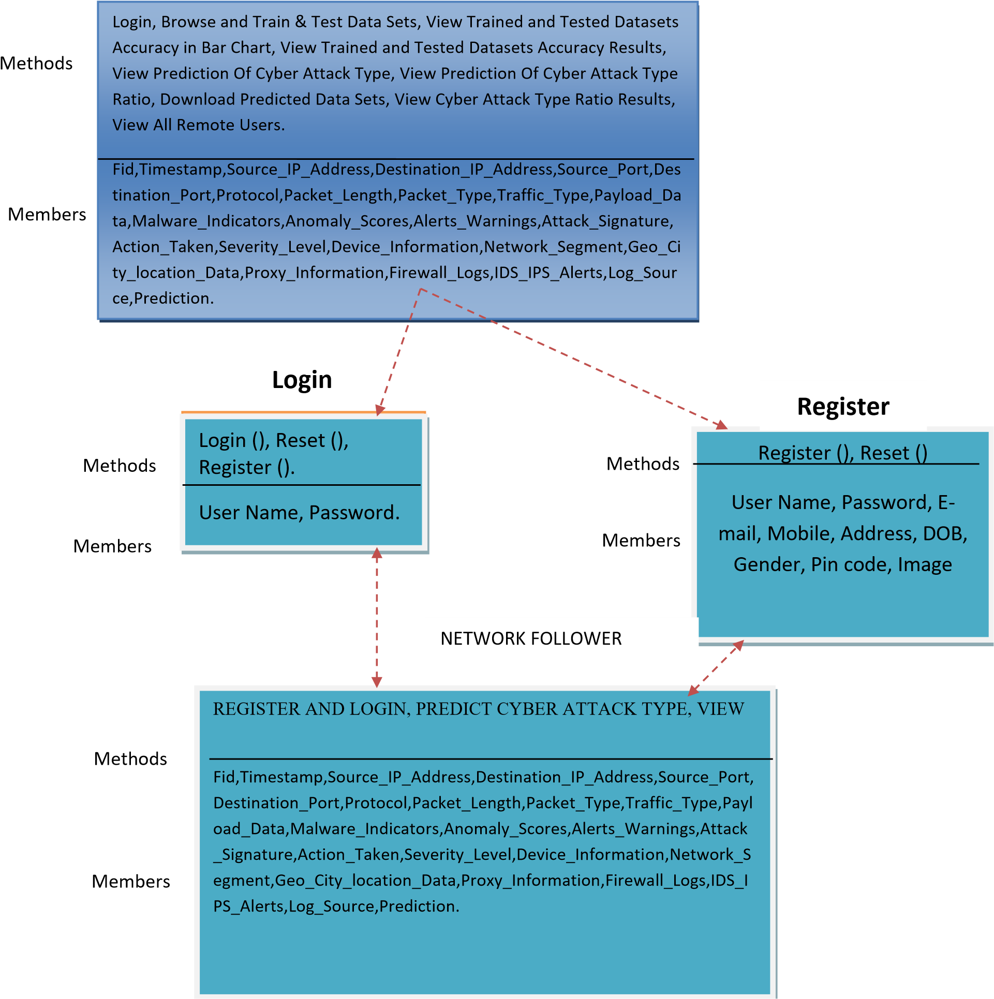 Login, Browse and Train & Test Data Sets, View Trained and Tested Datasets
Accuracy in Bar Chart, View Trained and Tested Datasets Accuracy Results,
Methods
View Prediction Of Cyber Attack Type, View Prediction Of Cyber Attack Type
Ratio, Download Predicted Data Sets, View Cyber Attack Type Ratio Results,
View All Remote Users.
Fid,Timestamp,Source_IP_Address,Destination_IP_Address,Source_Port,Des
tination_Port,Protocol,Packet_Length,Packet_Type,Traffic_Type,Payload_Da
Members
ta,Malware_Indicators,Anomaly_Scores,Alerts_Warnings,Attack_Signature,
Action_Taken,Severity_Level,Device_Information,Network_Segment,Geo_Ci
ty_location_Data,Proxy_Information,Firewall_Logs,IDS_IPS_Alerts,Log_Sour
ce,Prediction.
Login
Login (), Reset (),
Register ().
Methods
User Name, Password.
Members
Register
Register (), Reset ()
Methods
User Name, Password, E-
mail, Mobile, Address, DOB,
Members
Gender, Pin code, Image
NETWORK FOLLOWER
REGISTER AND LOGIN, PREDICT CYBER ATTACK TYPE, VIEW
Methods
Fid,Timestamp,Source_IP_Address,Destination_IP_Address,Source_Port,
Destination_Port,Protocol,Packet_Length,Packet_Type,Traffic_Type,Payl
oad_Data,Malware_Indicators,Anomaly_Scores,Alerts_Warnings,Attack
_Signature,Action_Taken,Severity_Level,Device_Information,Network_S
Members
egment,Geo_City_location_Data,Proxy_Information,Firewall_Logs,IDS_I
PS_Alerts,Log_Source,Prediction.